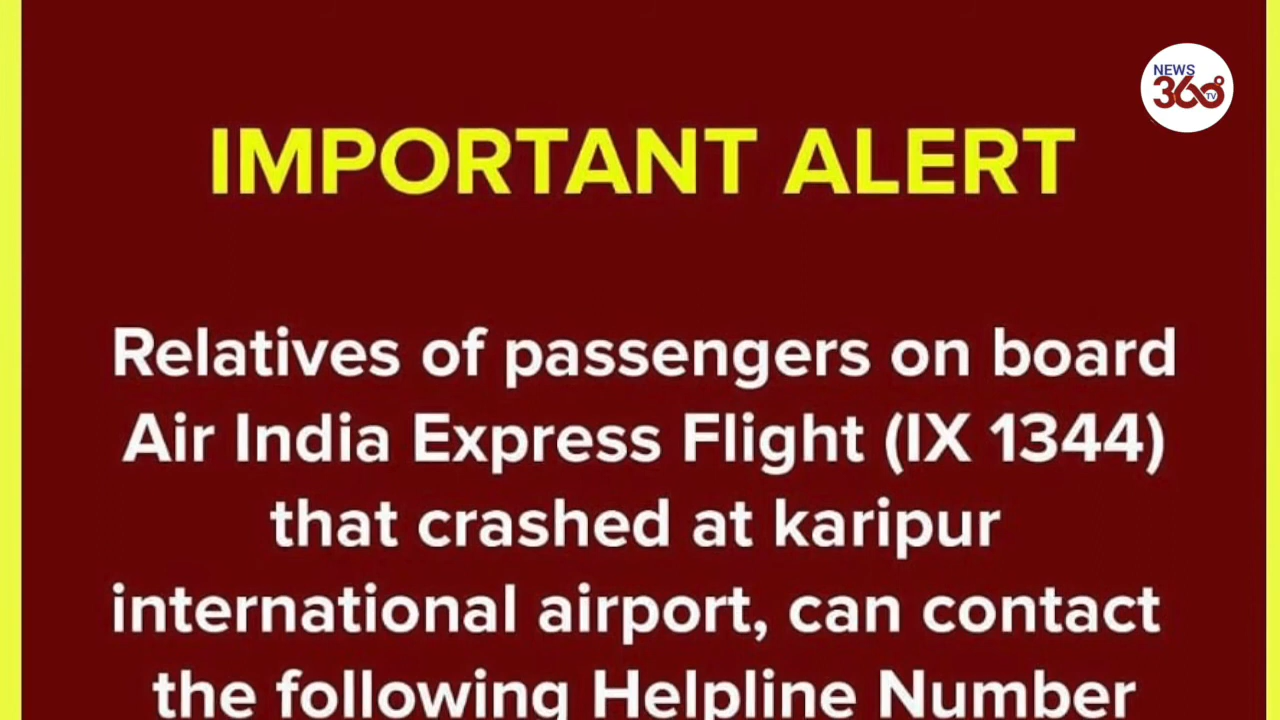 NEWS
360
TV
IMPORTANT ALERT
Relatives of passengers on board
Air India Express Flight (IX 1344)
that crashed at karipur
international airport, can contact
the following Helpline Number